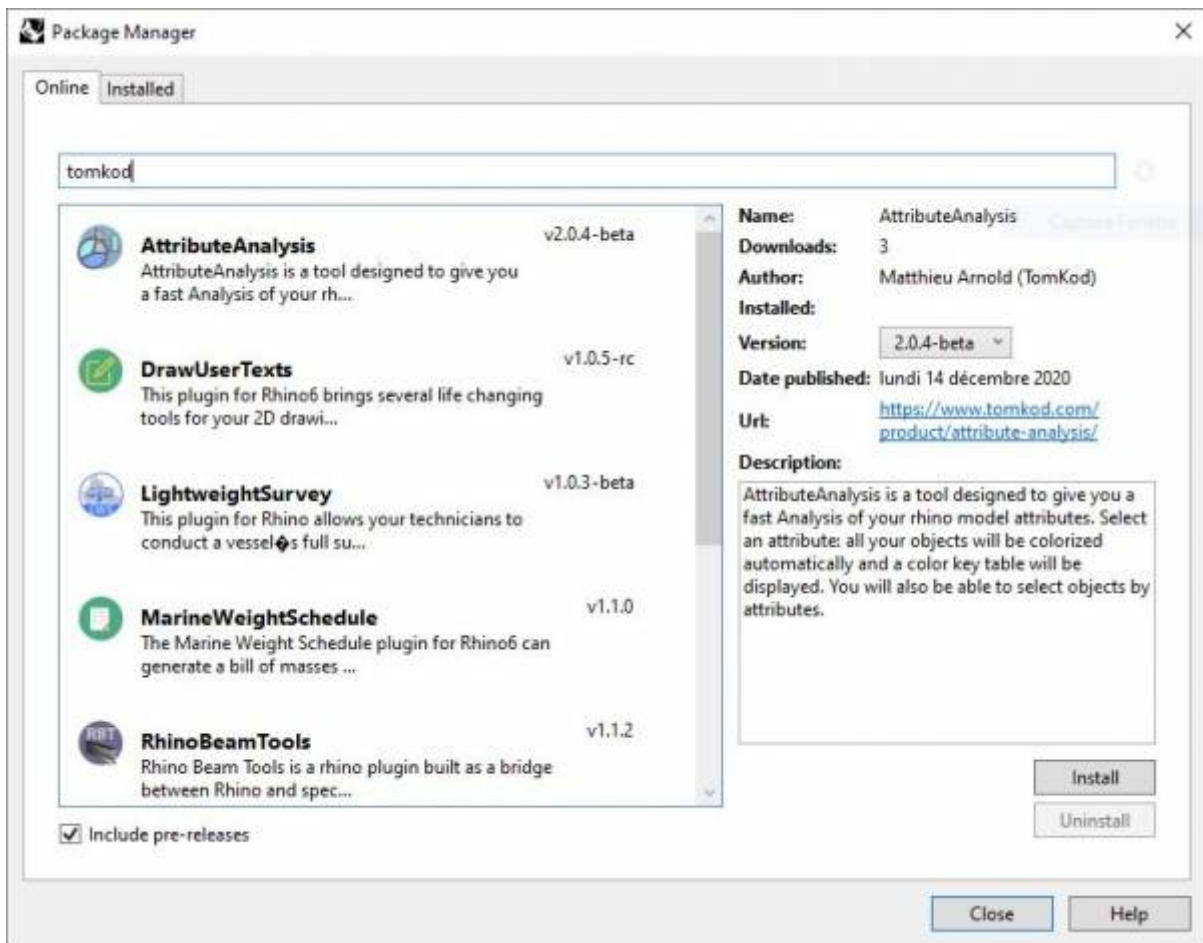 Package Manager
Online Installed
tomkod
AttributeAnalysis v2.0.4-beta
AttributeAnalysis is a tool designed to give you
a fast Analysis of your rh...
DrawUserTexts v1.0.5-rc
This plugin for Rhino6 brings several life changing
tools for your 2D drawi...
LightweightSurvey v1.0.3-beta
This plugin for Rhino allows your technicians to
conduct a vessel�s full su...
MarineWeightSchedule v1.1.0
The Marine Weight Schedule plugin for Rhino6 can
generate a bill of masses ...
RBT
RhinoBeamTools v1.1.2
Rhino Beam Tools is a rhino plugin built as a bridge
between Rhino and spec...
Include pre-releases
Name: AttributeAnalysis
Downloads: 3
Author: Matthieu Arnold (TomKod)
Installed:
Version: 2.0.4-beta
Date published: lundi 14 décembre 2020
Url: https://www.tomkod.com/
product/attribute-analysis/
Description:
AttributeAnalysis is a tool designed to give you a
fast Analysis of your rhino model attributes. Select
an attribute: all your objects will be colorized
automatically and a color key table will be
displayed. You will also be able to select objects by
attributes.
Install
Uninstall
Close Help